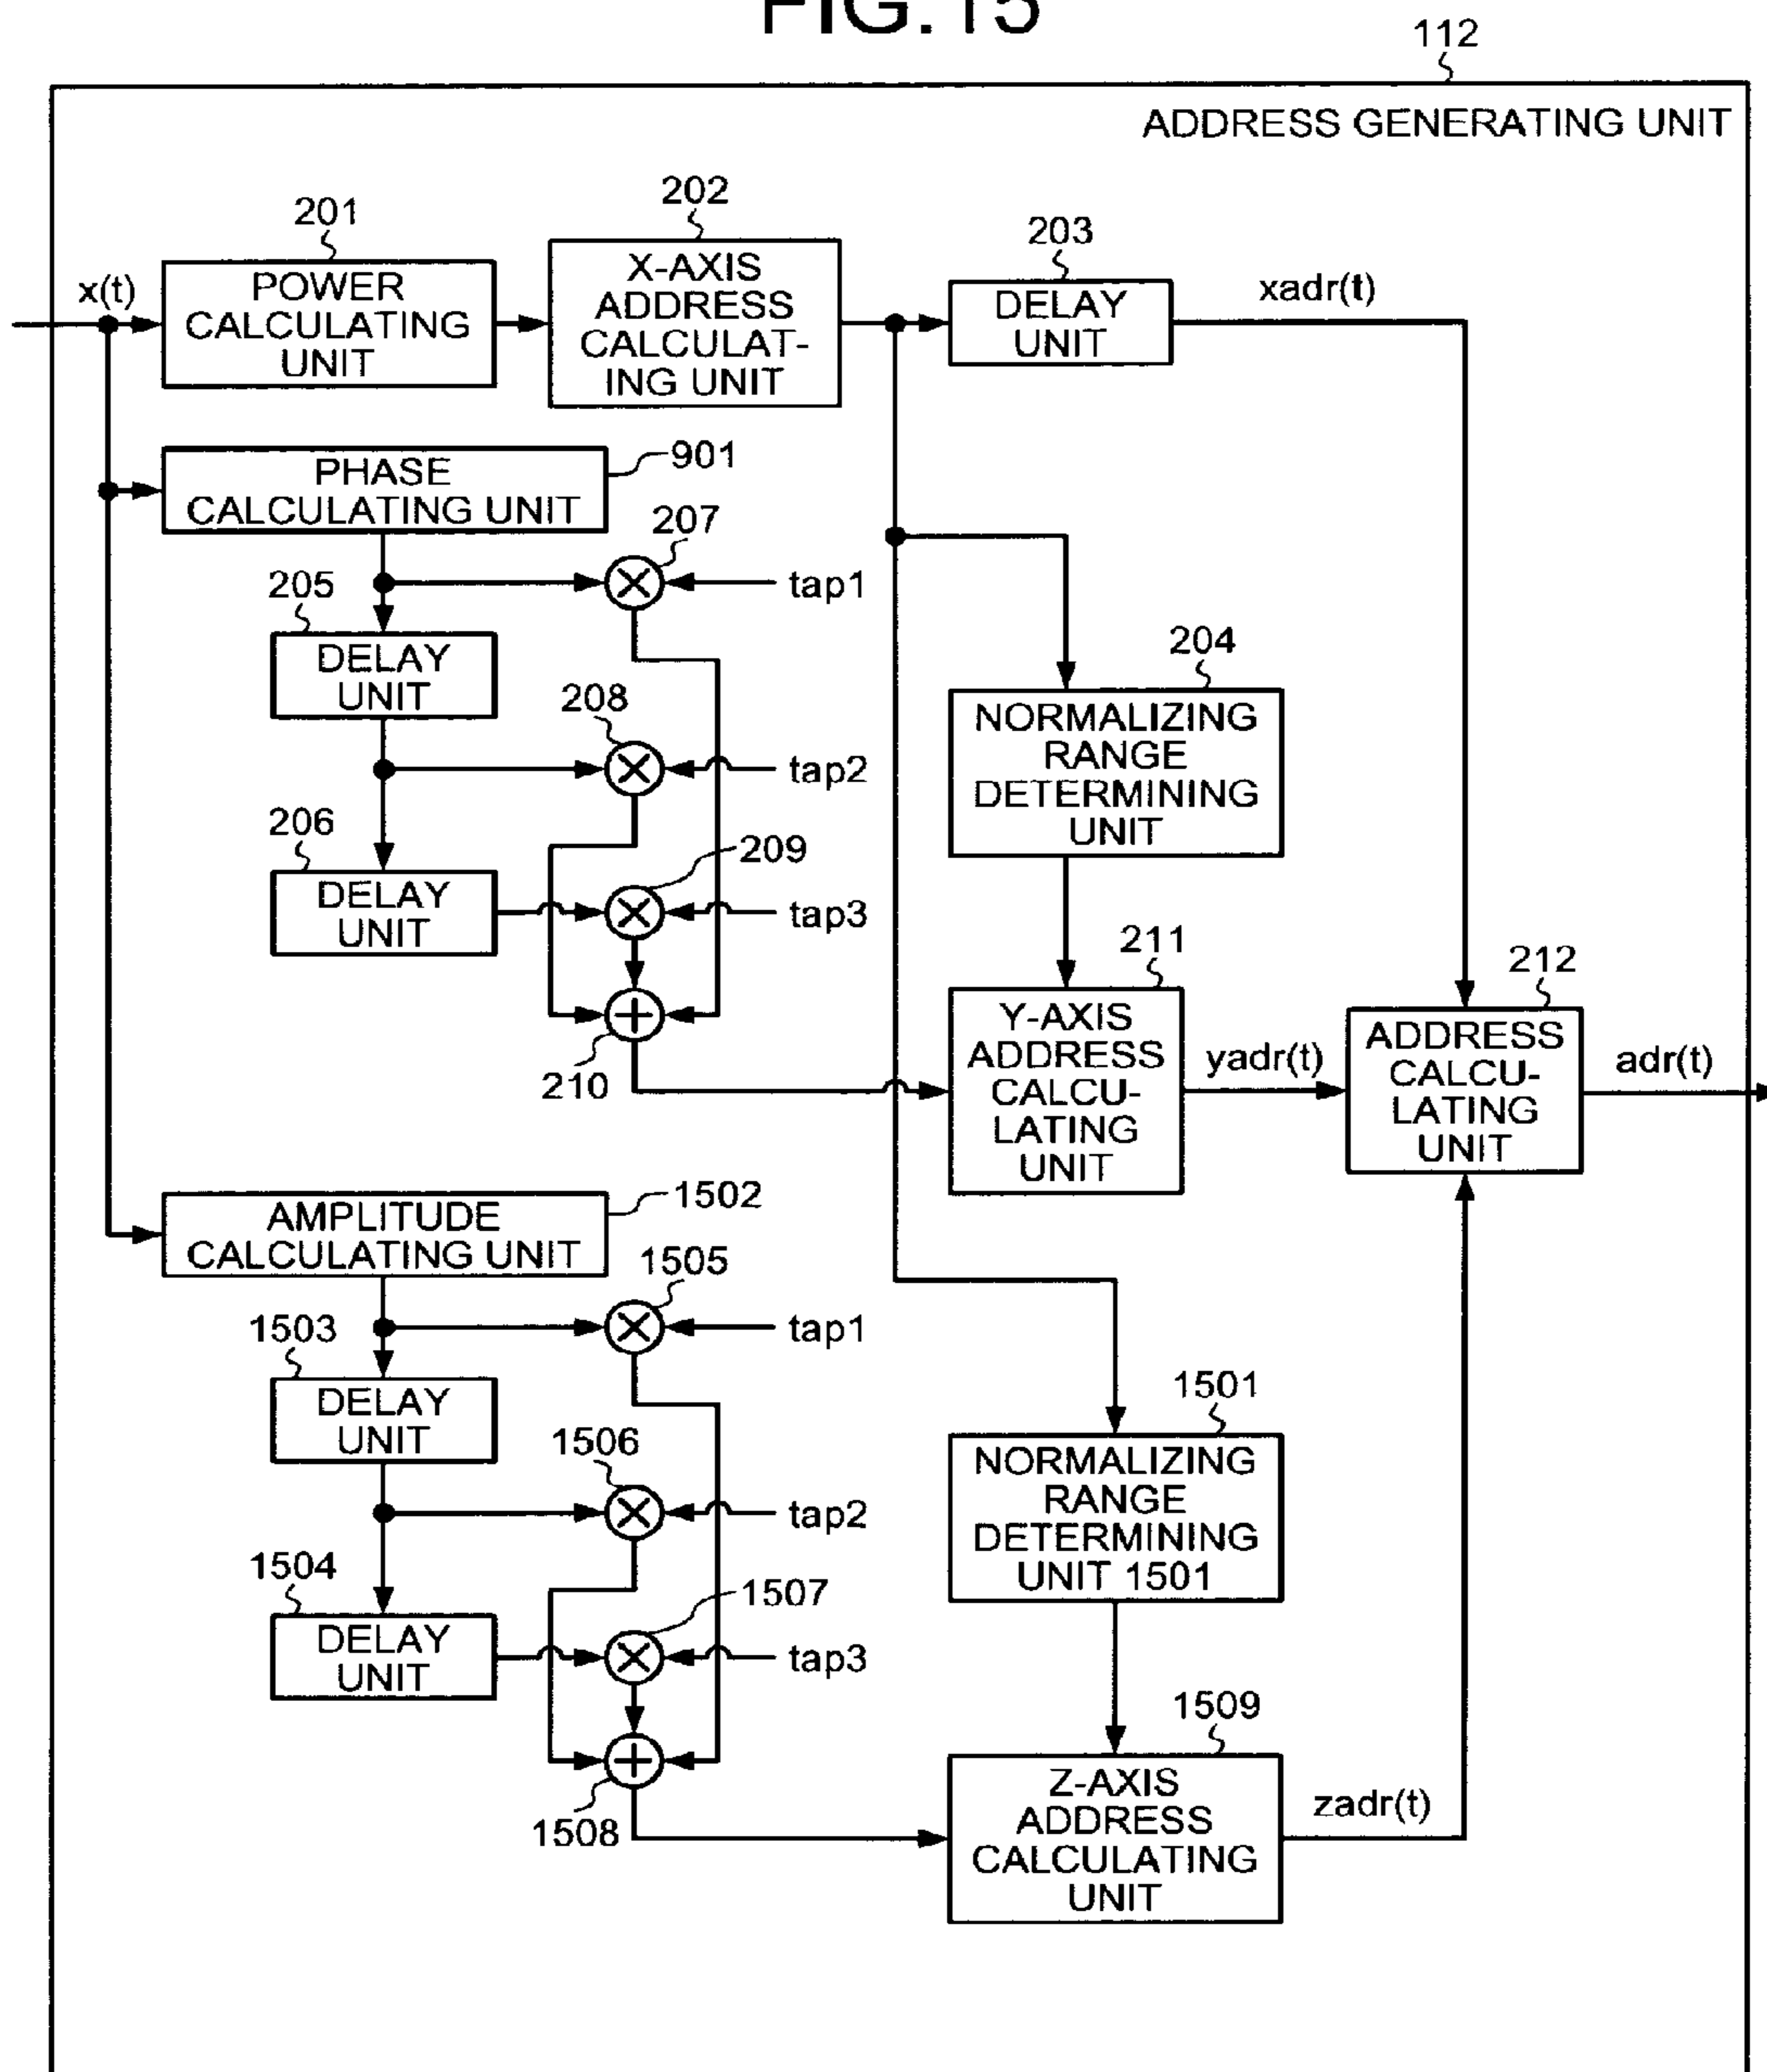 FIG.15
112
ADDRESS GENERATING UNIT
201
202
203
x(t)
POWER
CALCULATING
UNIT
X-AXIS
ADDRESS
CALCULAT-
ING UNIT
DELAY
UNIT
xadr(t)
PHASE
CALCULATING UNIT
901
207
tap1
205
DELAY
UNIT
204
NORMALIZING
RANGE
DETERMINING
UNIT
208
tap2
206
DELAY
UNIT
209
tap3
210
211
Y-AXIS
ADDRESS
CALCU-
LATING
UNIT
yadr(t)
212
ADDRESS
CALCU-
LATING
UNIT
adr(t)
AMPLITUDE
CALCULATING UNIT
1502
1505
tap1
1503
DELAY
UNIT
1501
NORMALIZING
RANGE
DETERMINING
UNIT 1501
1506
tap2
1504
DELAY
UNIT
1507
tap3
1508
1509
Z-AXIS
ADDRESS
CALCULATING
UNIT
zadr(t)